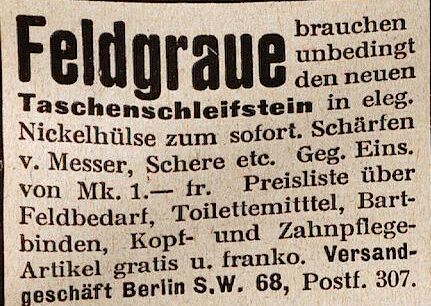 Feldgraue brauchen
unbedingt
den neuen
Taschenschleifstein in eleg.
Nickelhülse zum sofort. Schärfen
v. Messer, Schere etc. Geg. Eins.
von Mk. 1.— fr. Preisliste über
Feldbedarf, Toilettemitttel, Bart-
binden, Kopf- und Zahnpflege-
Artikel gratis u. franko. Versand-
geschäft Berlin S.W. 68, Postf. 307.